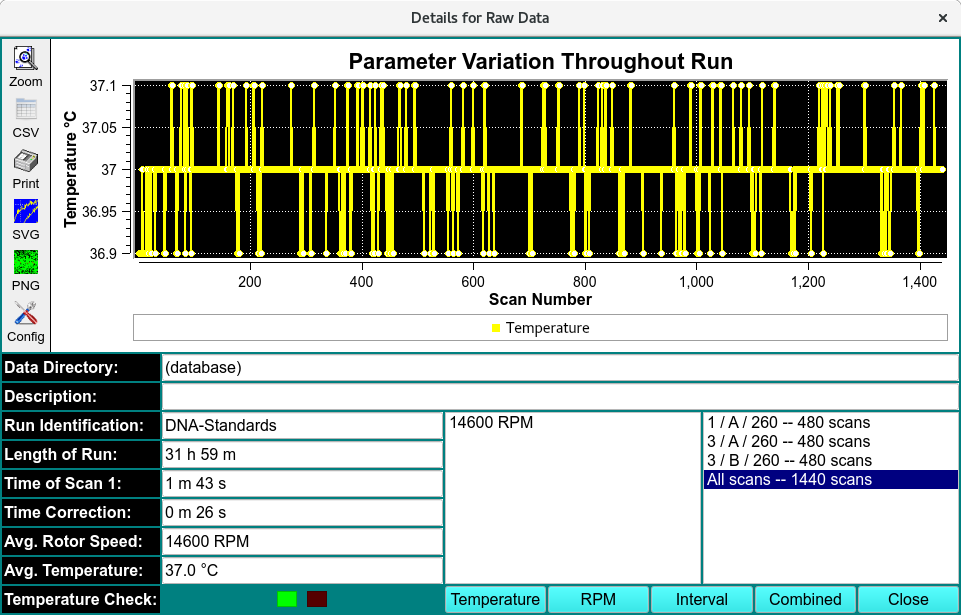 Details for Raw Data
×
Zoom
CSV
Print
SVG
PNG
Config
Parameter Variation Throughout Run
Temperature °C
37.1
37.05
37
36.95
36.9
200 400 600 800 1,000 1,200 1,400
Scan Number
Temperature
Data Directory: (database)
Description:
Run Identification: DNA-Standards
Length of Run: 31 h 59 m
Time of Scan 1: 1 m 43 s
Time Correction: 0 m 26 s
Avg. Rotor Speed: 14600 RPM
Avg. Temperature: 37.0 °C
Temperature Check:
14600 RPM
1 / A / 260 -- 480 scans
3 / A / 260 -- 480 scans
3 / B / 260 -- 480 scans
All scans -- 1440 scans
Temperature RPM Interval Combined Close